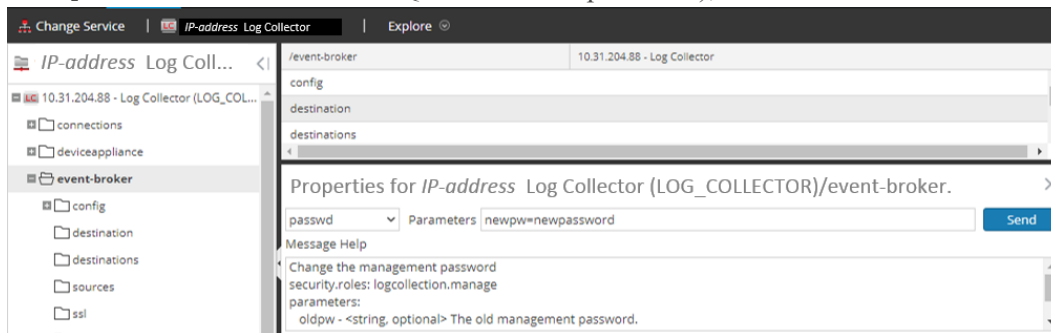 Change Service | LC IP-address Log Collector | Explore
IP-address Log Coll...
/event-broker 10.31.204.88 - Log Collector
config
destination
destinations
LC 10.31.204.88 - Log Collector (LOG_COL...
connections
deviceappliance
event-broker
config
destination
destinations
sources
ssl
Properties for IP-address Log Collector (LOG_COLLECTOR)/event-broker.
passwd Parameters newpw=newpassword Send
Message Help
Change the management password
security.roles: logcollection.manage
parameters:
oldpw - <string, optional> The old management password.